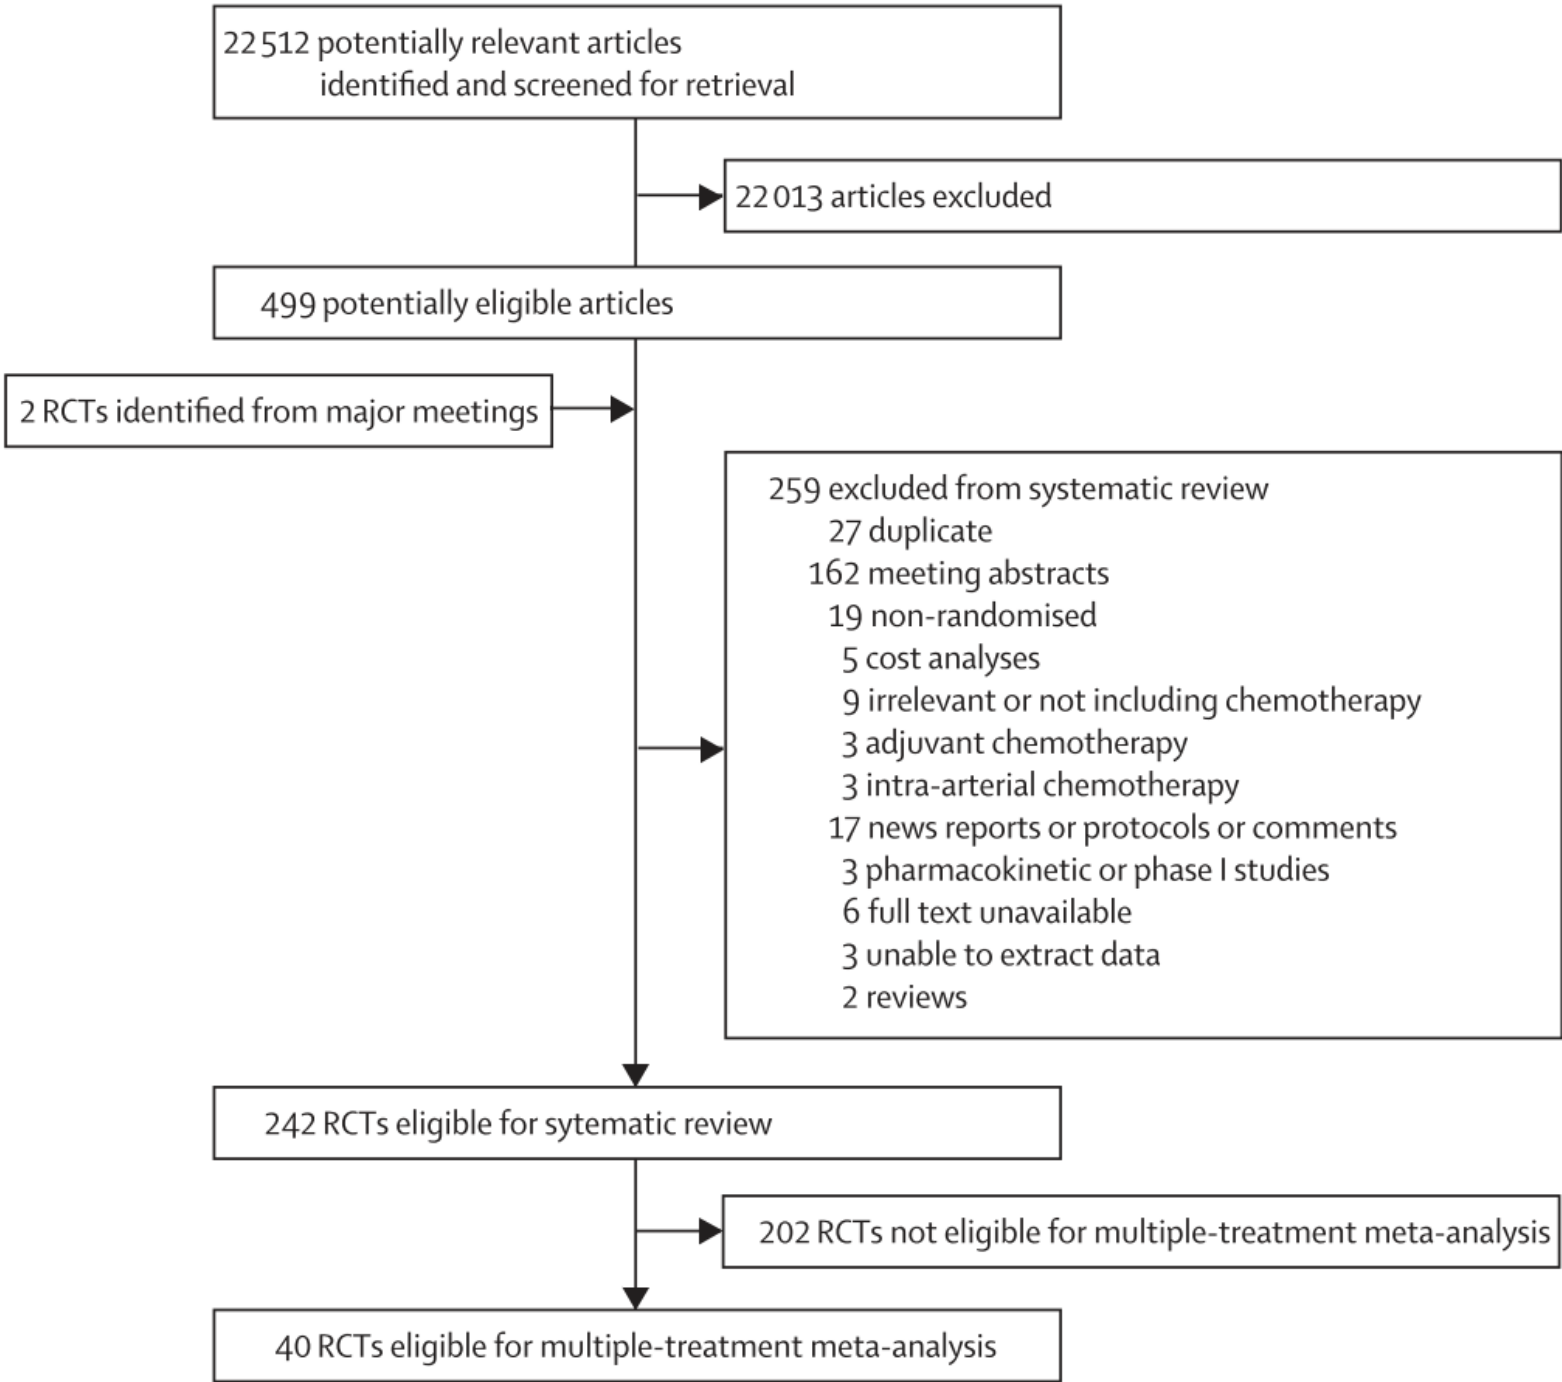 22 512 potentially relevant articles
identified and screened for retrieval
22 013 articles excluded
499 potentially eligible articles
2 RCTs identified from major meetings
259 excluded from systematic review
27 duplicate
162 meeting abstracts
19 non-randomised
5 cost analyses
9 irrelevant or not including chemotherapy
3 adjuvant chemotherapy
3 intra-arterial chemotherapy
17 news reports or protocols or comments
3 pharmacokinetic or phase I studies
6 full text unavailable
3 unable to extract data
2 reviews
242 RCTs eligible for sytematic review
202 RCTs not eligible for multiple-treatment meta-analysis
40 RCTs eligible for multiple-treatment meta-analysis